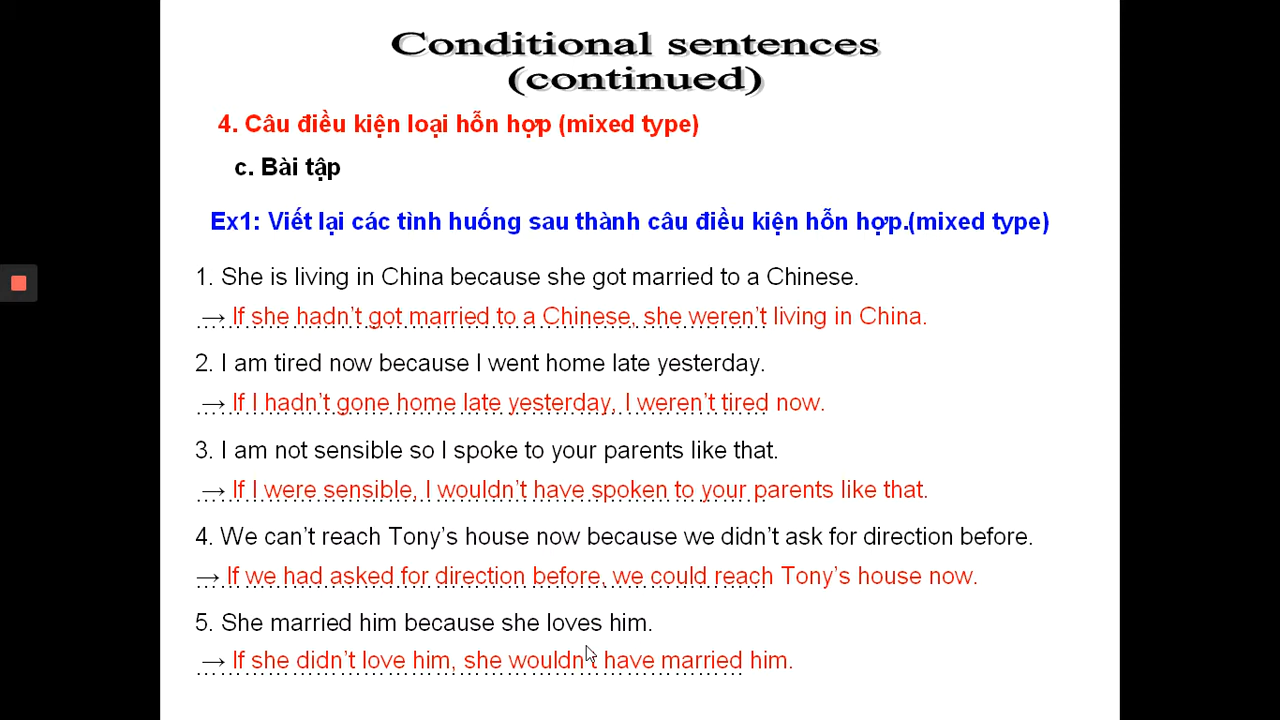 Conditional sentences
(continued)
4. Câu điều kiện loại hỗn hợp (mixed type)
c. Bài tập
Ex1: Viết lại các tình huống sau thành câu điều kiện hỗn hợp.(mixed type)
1. She is living in China because she got married to a Chinese.
→ If she hadn't got married to a Chinese, she weren't living in China.
2. I am tired now because I went home late yesterday.
→ If I hadn't gone home late yesterday, I weren't tired now.
3. I am not sensible so I spoke to your parents like that.
→ If I were sensible, I wouldn't have spoken to your parents like that.
4. We can't reach Tony's house now because we didn't ask for direction before.
→ If we had asked for direction before, we could reach Tony's house now.
5. She married him because she loves him.
→ If she didn't love him, she wouldn't have married him.